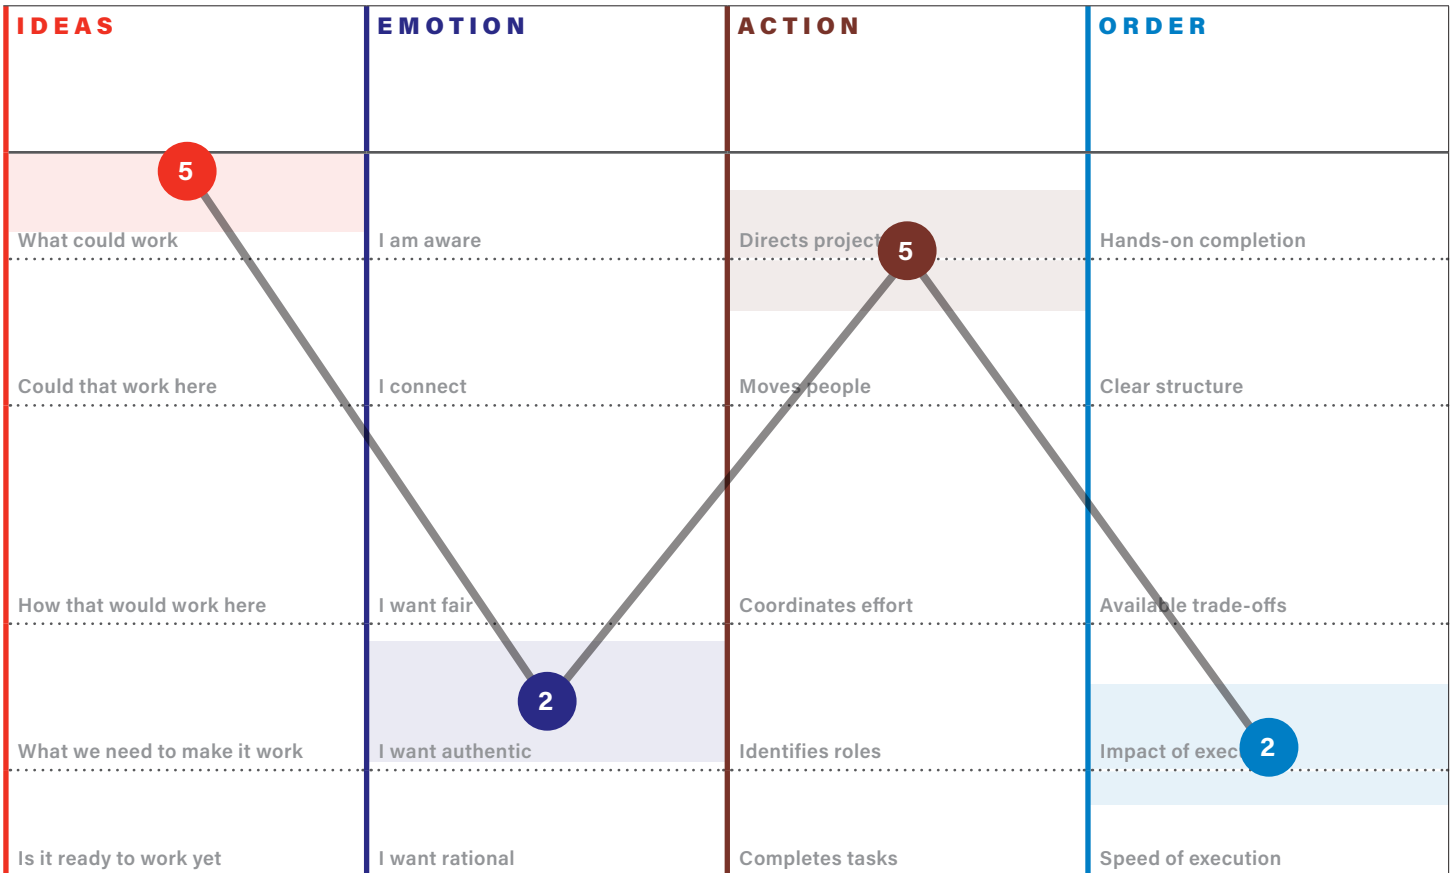 IDEAS EMOTION ACTION ORDER
5
What could work I am aware Directs project 5 Hands-on completion
Could that work here I connect Moves people Clear structure
How that would work here I want fair Coordinates effort Available trade-offs
2
What we need to make it work I want authentic Identifies roles Impact of 2
Is it ready to work yet I want rational Completes tasks Speed of execution